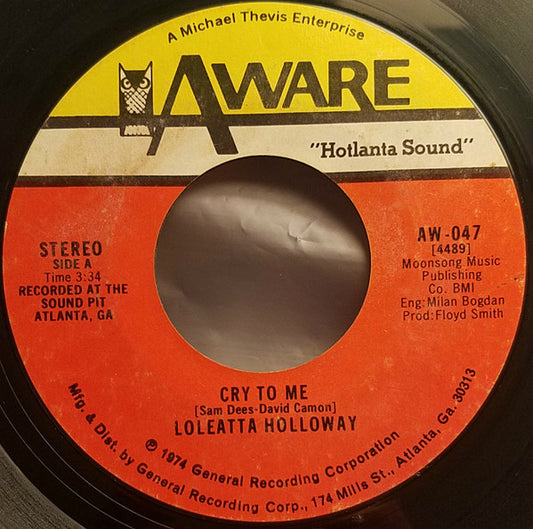 A Michael Thevis Enterprise
AWARE
"Hotlanta Sound"
STEREO
SIDE A
Time 3:34
RECORDED AT THE
SOUND PIT
ATLANTA, GA
AW-047
[4489]
Moonsong Music
Publishing
Co. BMI
Eng: Milan Bogdan
Prod: Floyd Smith
CRY TO ME
[Sam Dees-David Camon]
LOLEATTA HOLLOWAY
℗ 1974 General Recording Corporation
Mfg. & Dist. by General Recording Corp., 174 Mills St., Atlanta, Ga. 30313